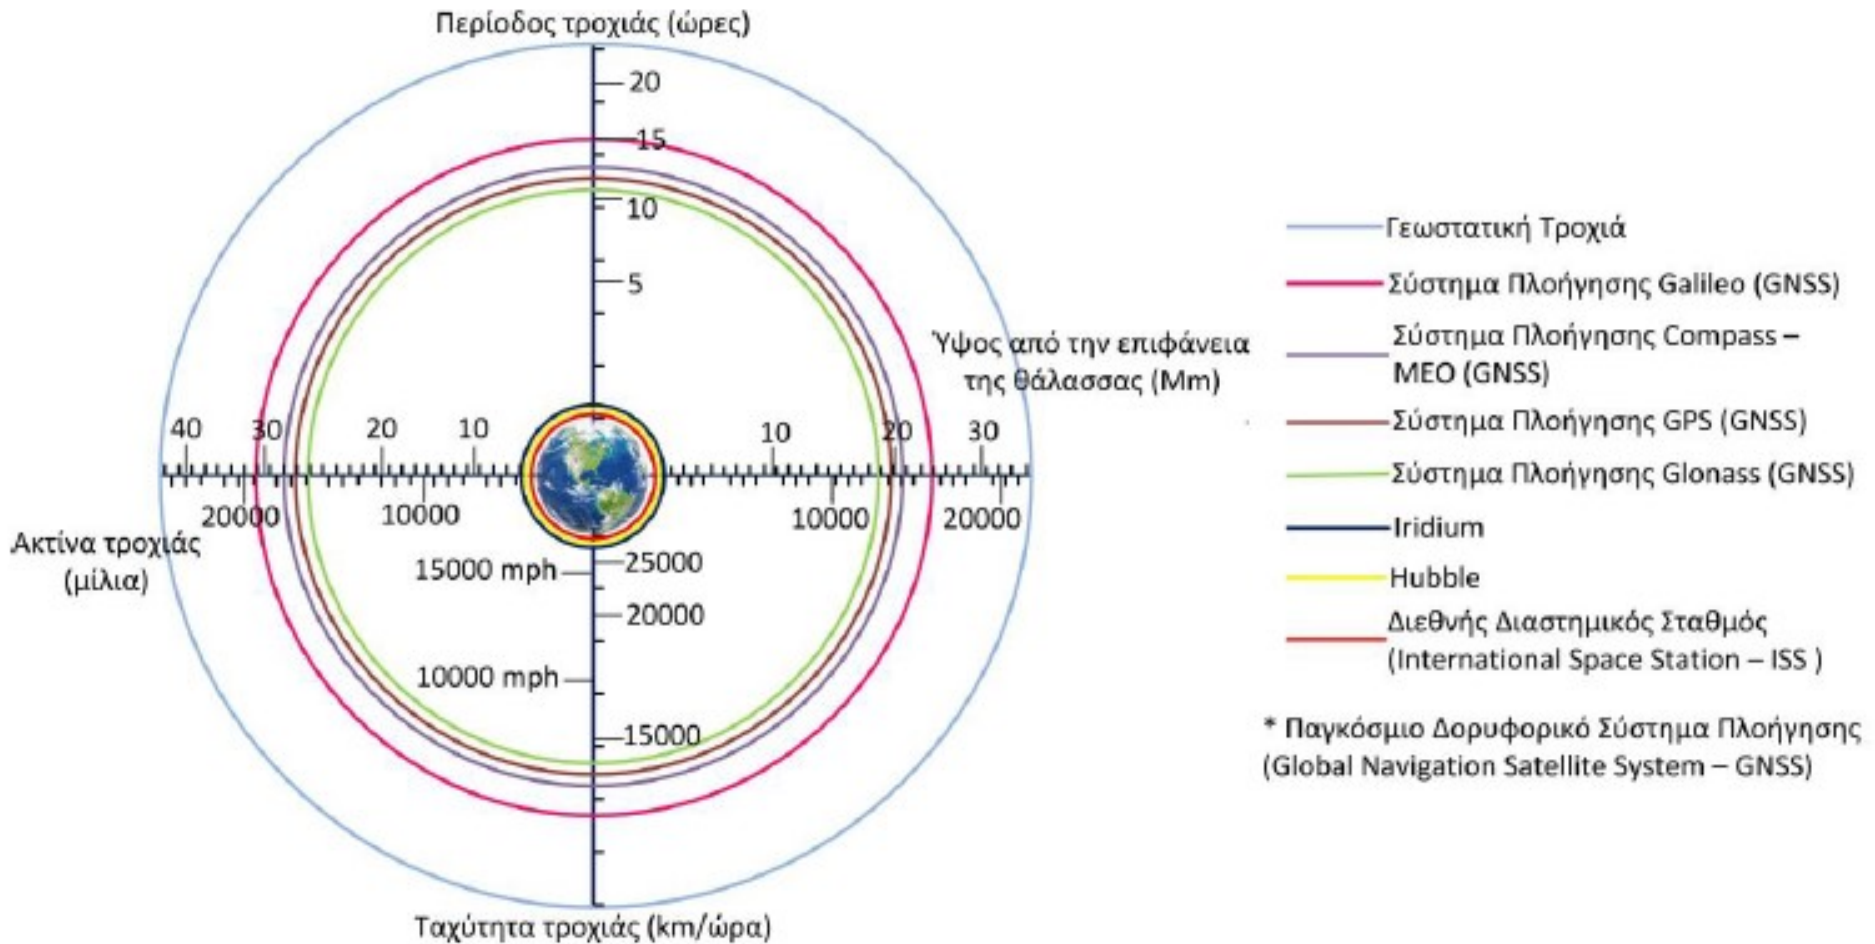 Περίοδος τροχιάς (ώρες)
20
15
10
5
Ύψος από την επιφάνεια
της θάλασσας (Mm)
40 30 20 10 10 20 30
20000 10000 10000 20000
Ακτίνα τροχιάς
(μίλια)
15000 mph 25000
20000
10000 mph
15000
Ταχύτητα τροχιάς (km/ώρα)
Γεωστατική Τροχιά
Σύστημα Πλοήγησης Galileo (GNSS)
Σύστημα Πλοήγησης Compass –
MEO (GNSS)
Σύστημα Πλοήγησης GPS (GNSS)
Σύστημα Πλοήγησης Glonass (GNSS)
Iridium
Hubble
Διεθνής Διαστημικός Σταθμός
(International Space Station – ISS )
* Παγκόσμιο Δορυφορικό Σύστημα Πλοήγησης
(Global Navigation Satellite System – GNSS)